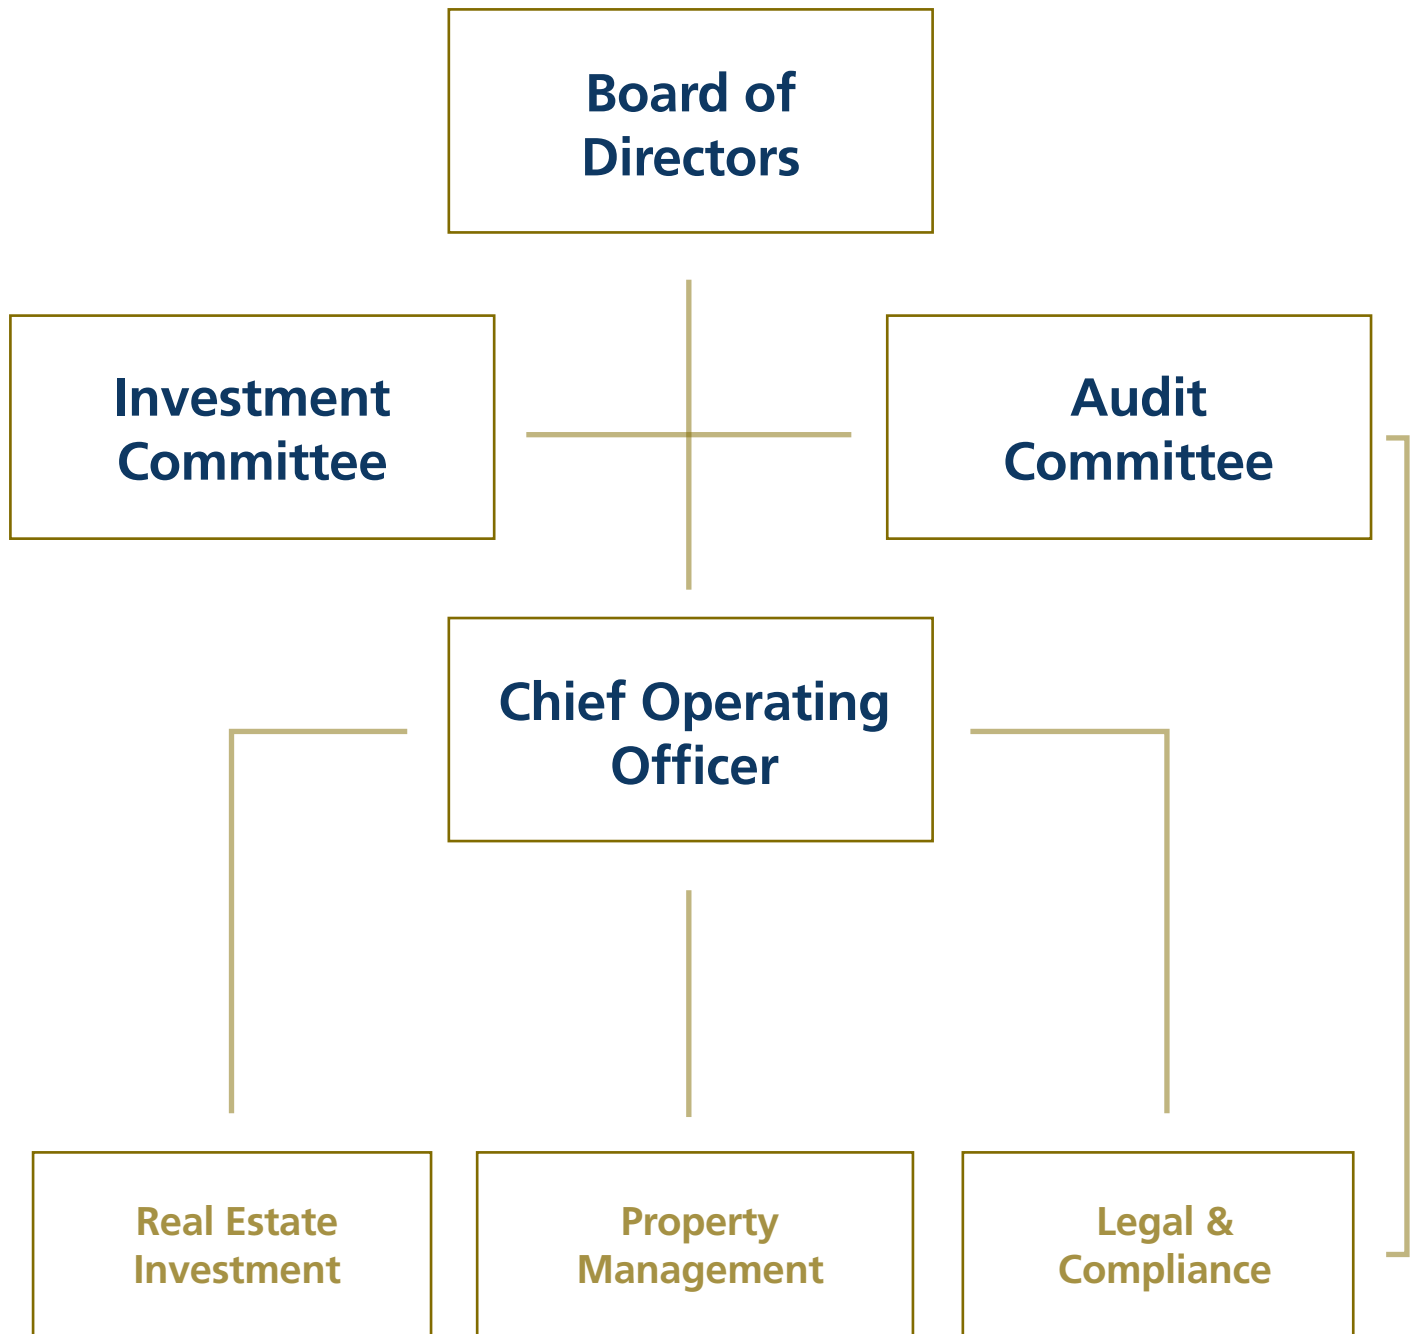 Board of
Directors
Investment
Committee
Audit
Committee
Chief Operating
Officer
Real Estate
Investment
Property
Management
Legal &
Compliance